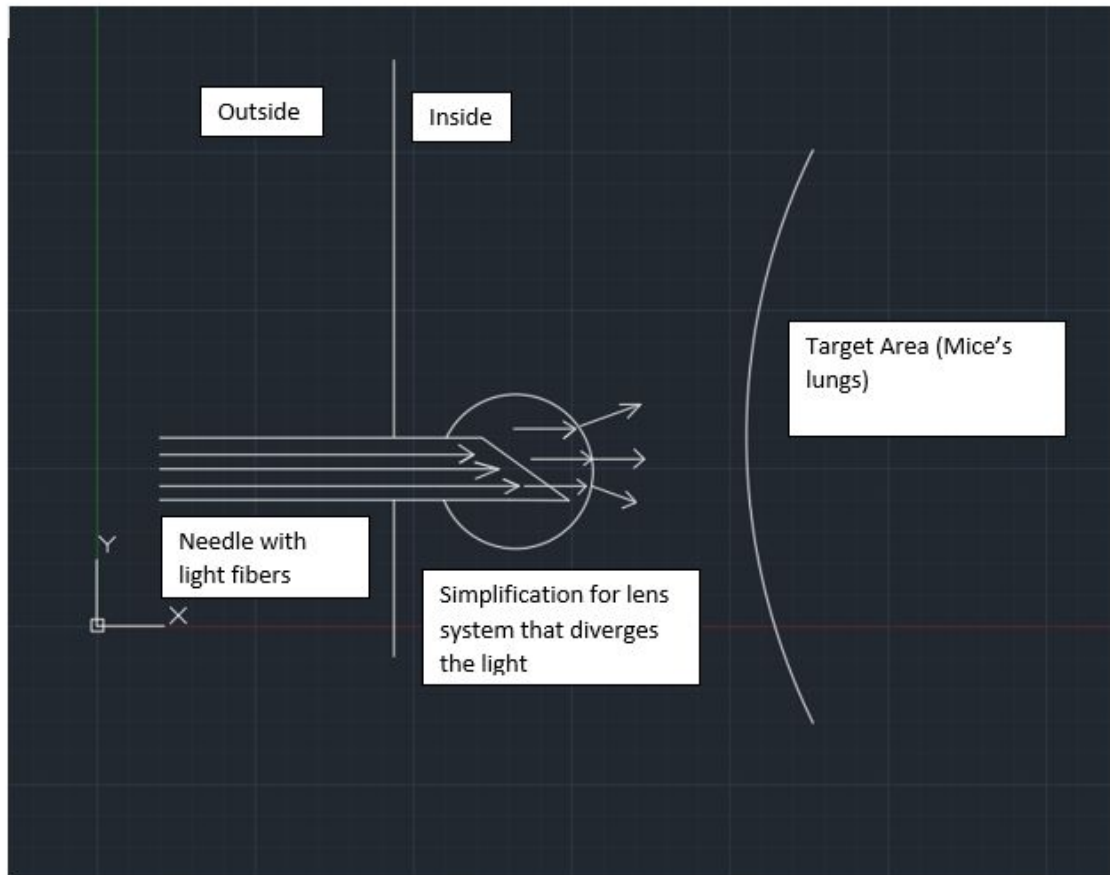 Outside
Inside
Target Area (Mice's
lungs)
Needle with
light fibers
Y
X
Simplification for lens
system that diverges
the light